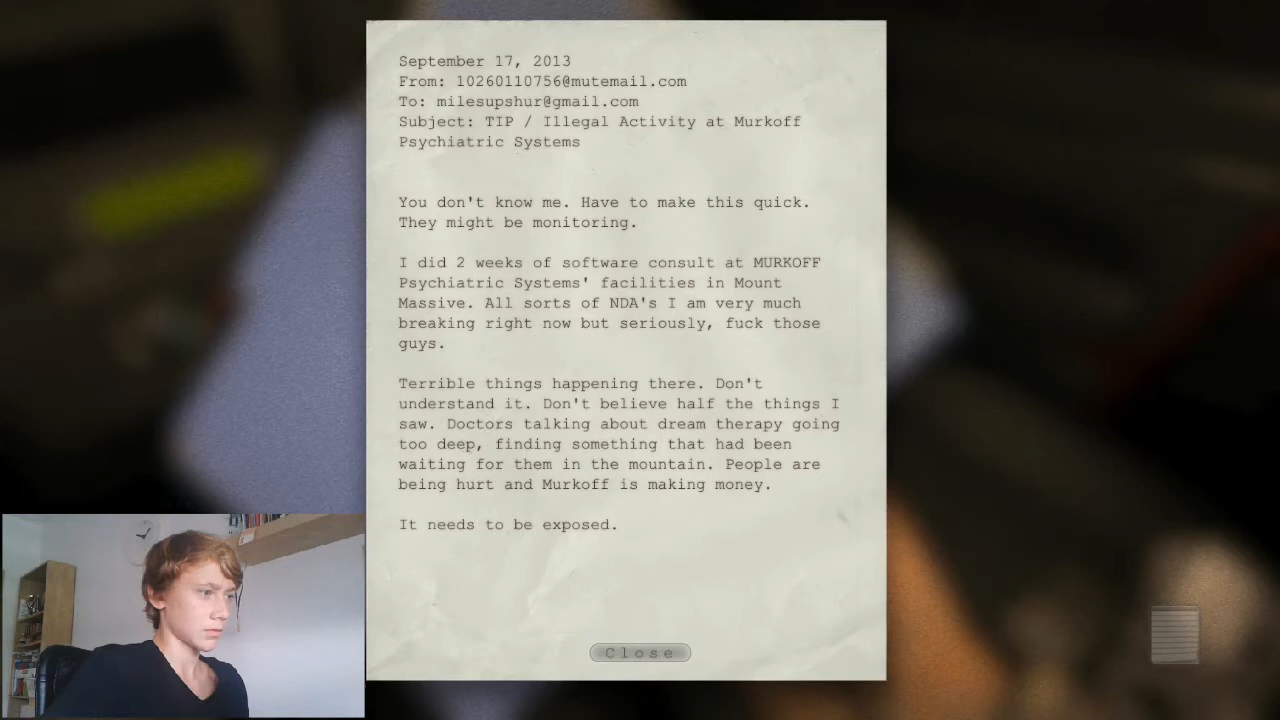 September 17, 2013
From: 10260110756@mutemail.com
To: milesupshur@gmail.com
Subject: TIP / Illegal Activity at Murkoff
Psychiatric Systems
You don't know me. Have to make this quick.
They might be monitoring.
I did 2 weeks of software consult at MURKOFF
Psychiatric Systems' facilities in Mount
Massive. All sorts of NDA's I am very much
breaking right now but seriously, fuck those
guys.
Terrible things happening there. Don't
understand it. Don't believe half the things I
saw. Doctors talking about dream therapy going
too deep, finding something that had been
waiting for them in the mountain. People are
being hurt and Murkoff is making money.
It needs to be exposed.
Close